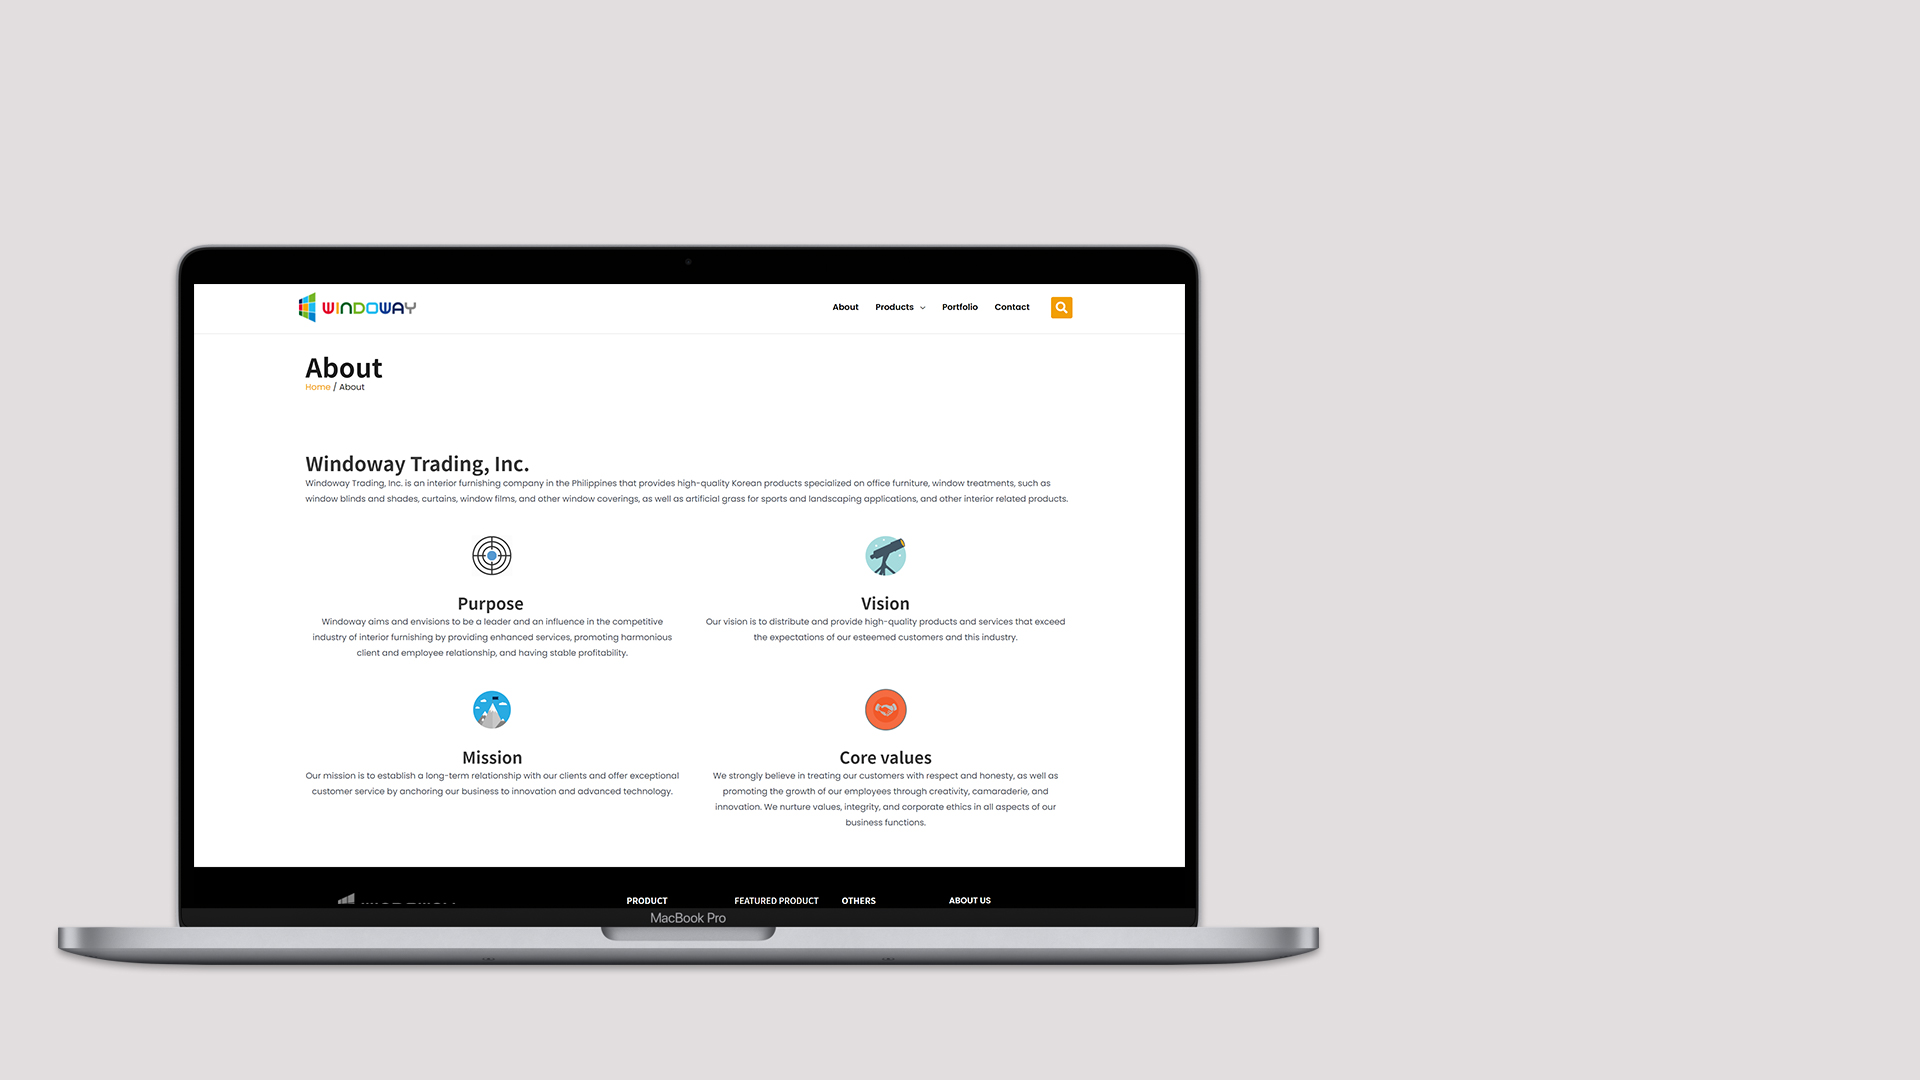 WINDOWAY
About Products Portfolio Contact
About
Home / About
Windoway Trading, Inc.
Windoway Trading, Inc. is an interior furnishing company in the Philippines that provides high-quality Korean products specialized on office furniture, window treatments, such as
window blinds and shades, curtains, window films, and other window coverings, as well as artificial grass for sports and landscaping applications, and other interior related products.
Purpose
Windoway aims and envisions to be a leader and an influence in the competitive
industry of interior furnishing by providing enhanced services, promoting harmonious
client and employee relationship, and having stable profitability.
Vision
Our vision is to distribute and provide high-quality products and services that exceed
the expectations of our esteemed customers and this industry.
Mission
Our mission is to establish a long-term relationship with our clients and offer exceptional
customer service by anchoring our business to innovation and advanced technology.
Core values
We strongly believe in treating our customers with respect and honesty, as well as
promoting the growth of our employees through creativity, camaraderie, and
innovation. We nurture values, integrity, and corporate ethics in all aspects of our
business functions.
PRODUCT FEATURED PRODUCT OTHERS ABOUT US
MacBook Pro